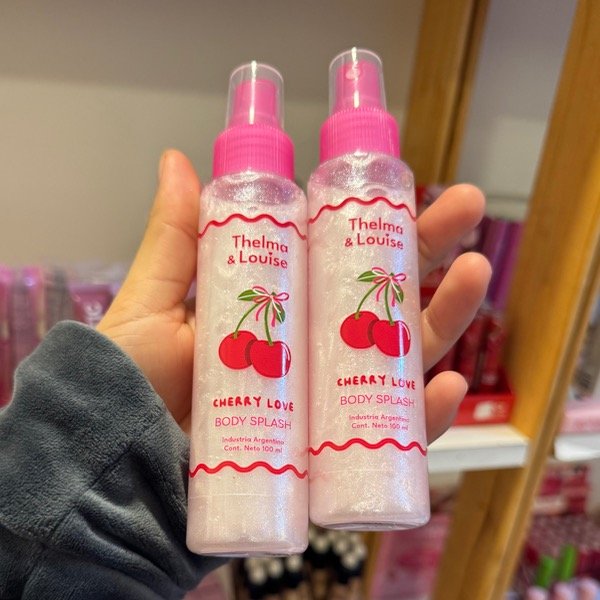 Thelma
& Louise
CHERRY LOVE
BODY SPLASH
Industria Argentina
Cont. Neto 100 ml
Thelma
& Louise
CHERRY LOVE
BODY SPLASH
Industria Argentina
Cont. Neto 100 ml